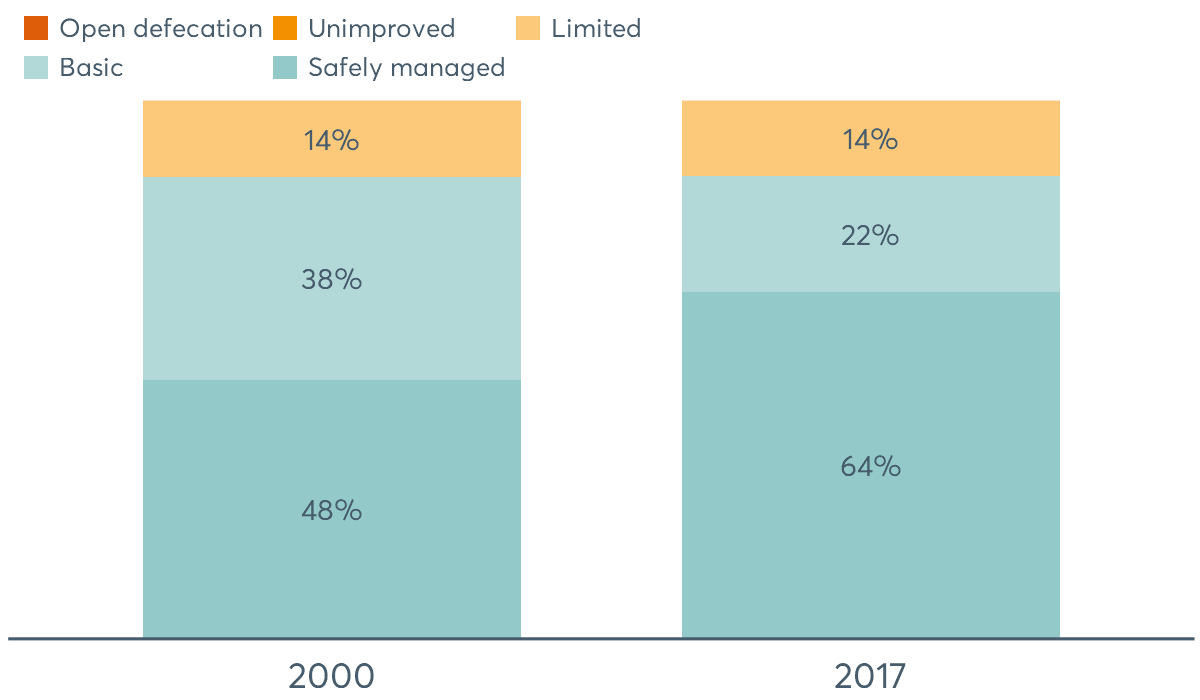 Open defecation Unimproved Limited
Basic Safely managed
14% 14%
38% 22%
48% 64%
2000 2017